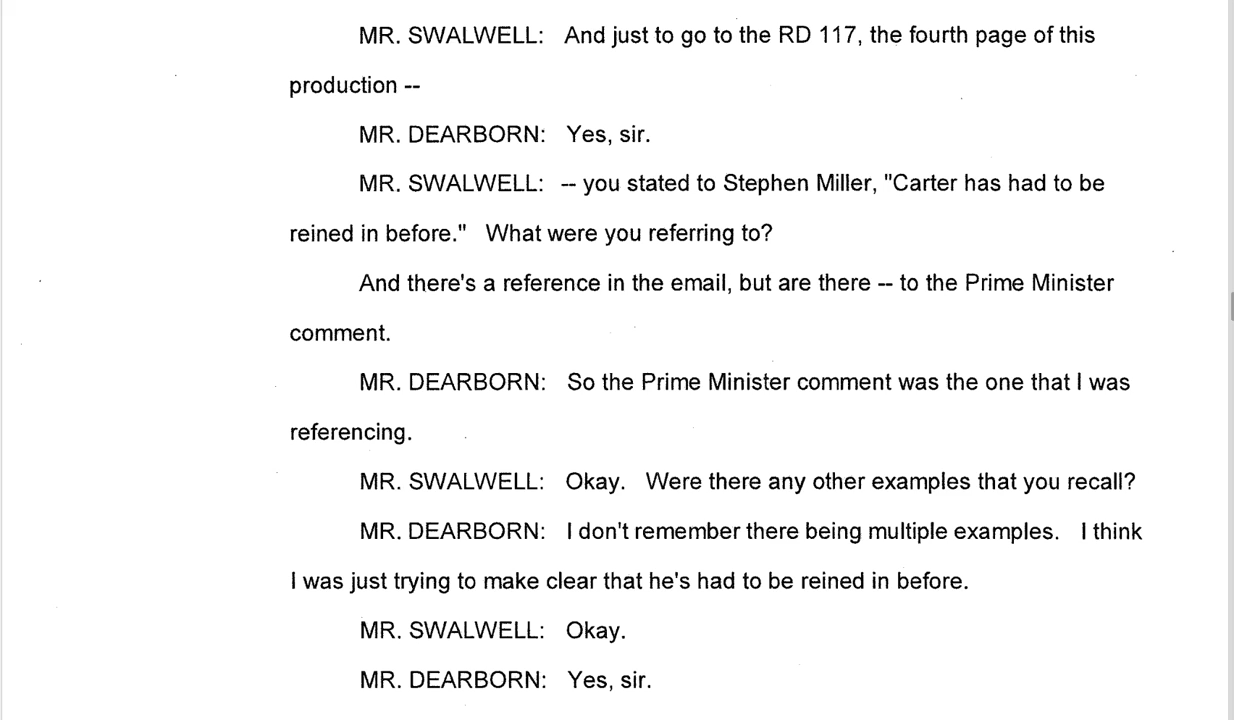 MR. SWALWELL: And just to go to the RD 117, the fourth page of this
production --
MR. DEARBORN: Yes, sir.
MR. SWALWELL: -- you stated to Stephen Miller, "Carter has had to be
reined in before." What were you referring to?
And there's a reference in the email, but are there -- to the Prime Minister
comment.
MR. DEARBORN: So the Prime Minister comment was the one that I was
referencing.
MR. SWALWELL: Okay. Were there any other examples that you recall?
MR. DEARBORN: I don't remember there being multiple examples. I think
I was just trying to make clear that he's had to be reined in before.
MR. SWALWELL: Okay.
MR. DEARBORN: Yes, sir.